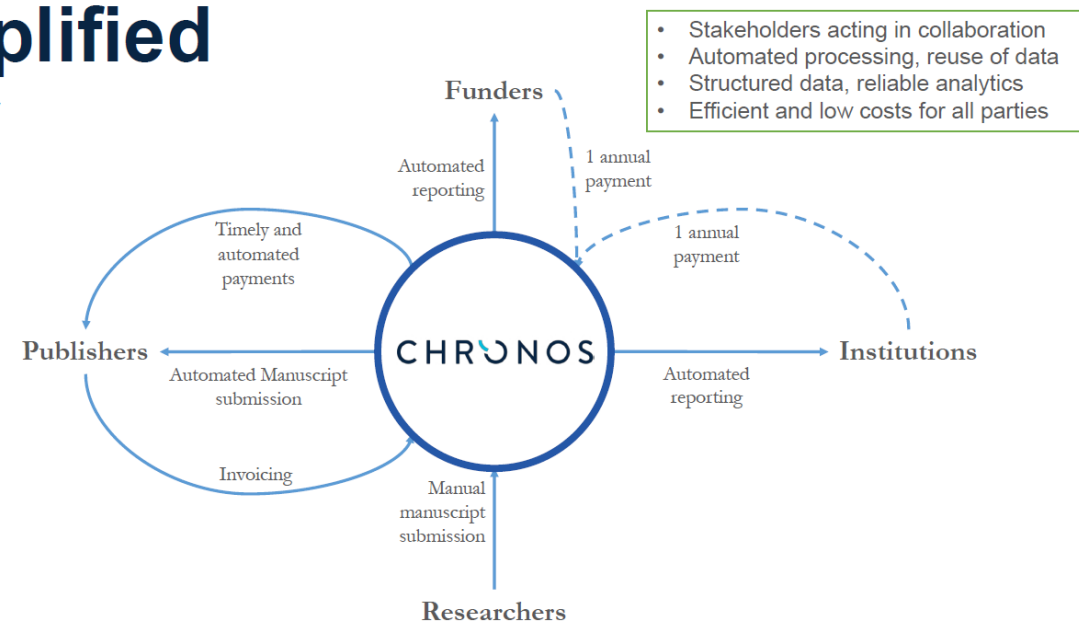 plified
• Stakeholders acting in collaboration
• Automated processing, reuse of data
• Structured data, reliable analytics
• Efficient and low costs for all parties
Funders
Automated
reporting
1 annual
payment
Timely and
automated
payments
1 annual
payment
Publishers
CHRONOS
Institutions
Automated Manuscript
submission
Automated
reporting
Invoicing
Manual
manuscript
submission
Researchers